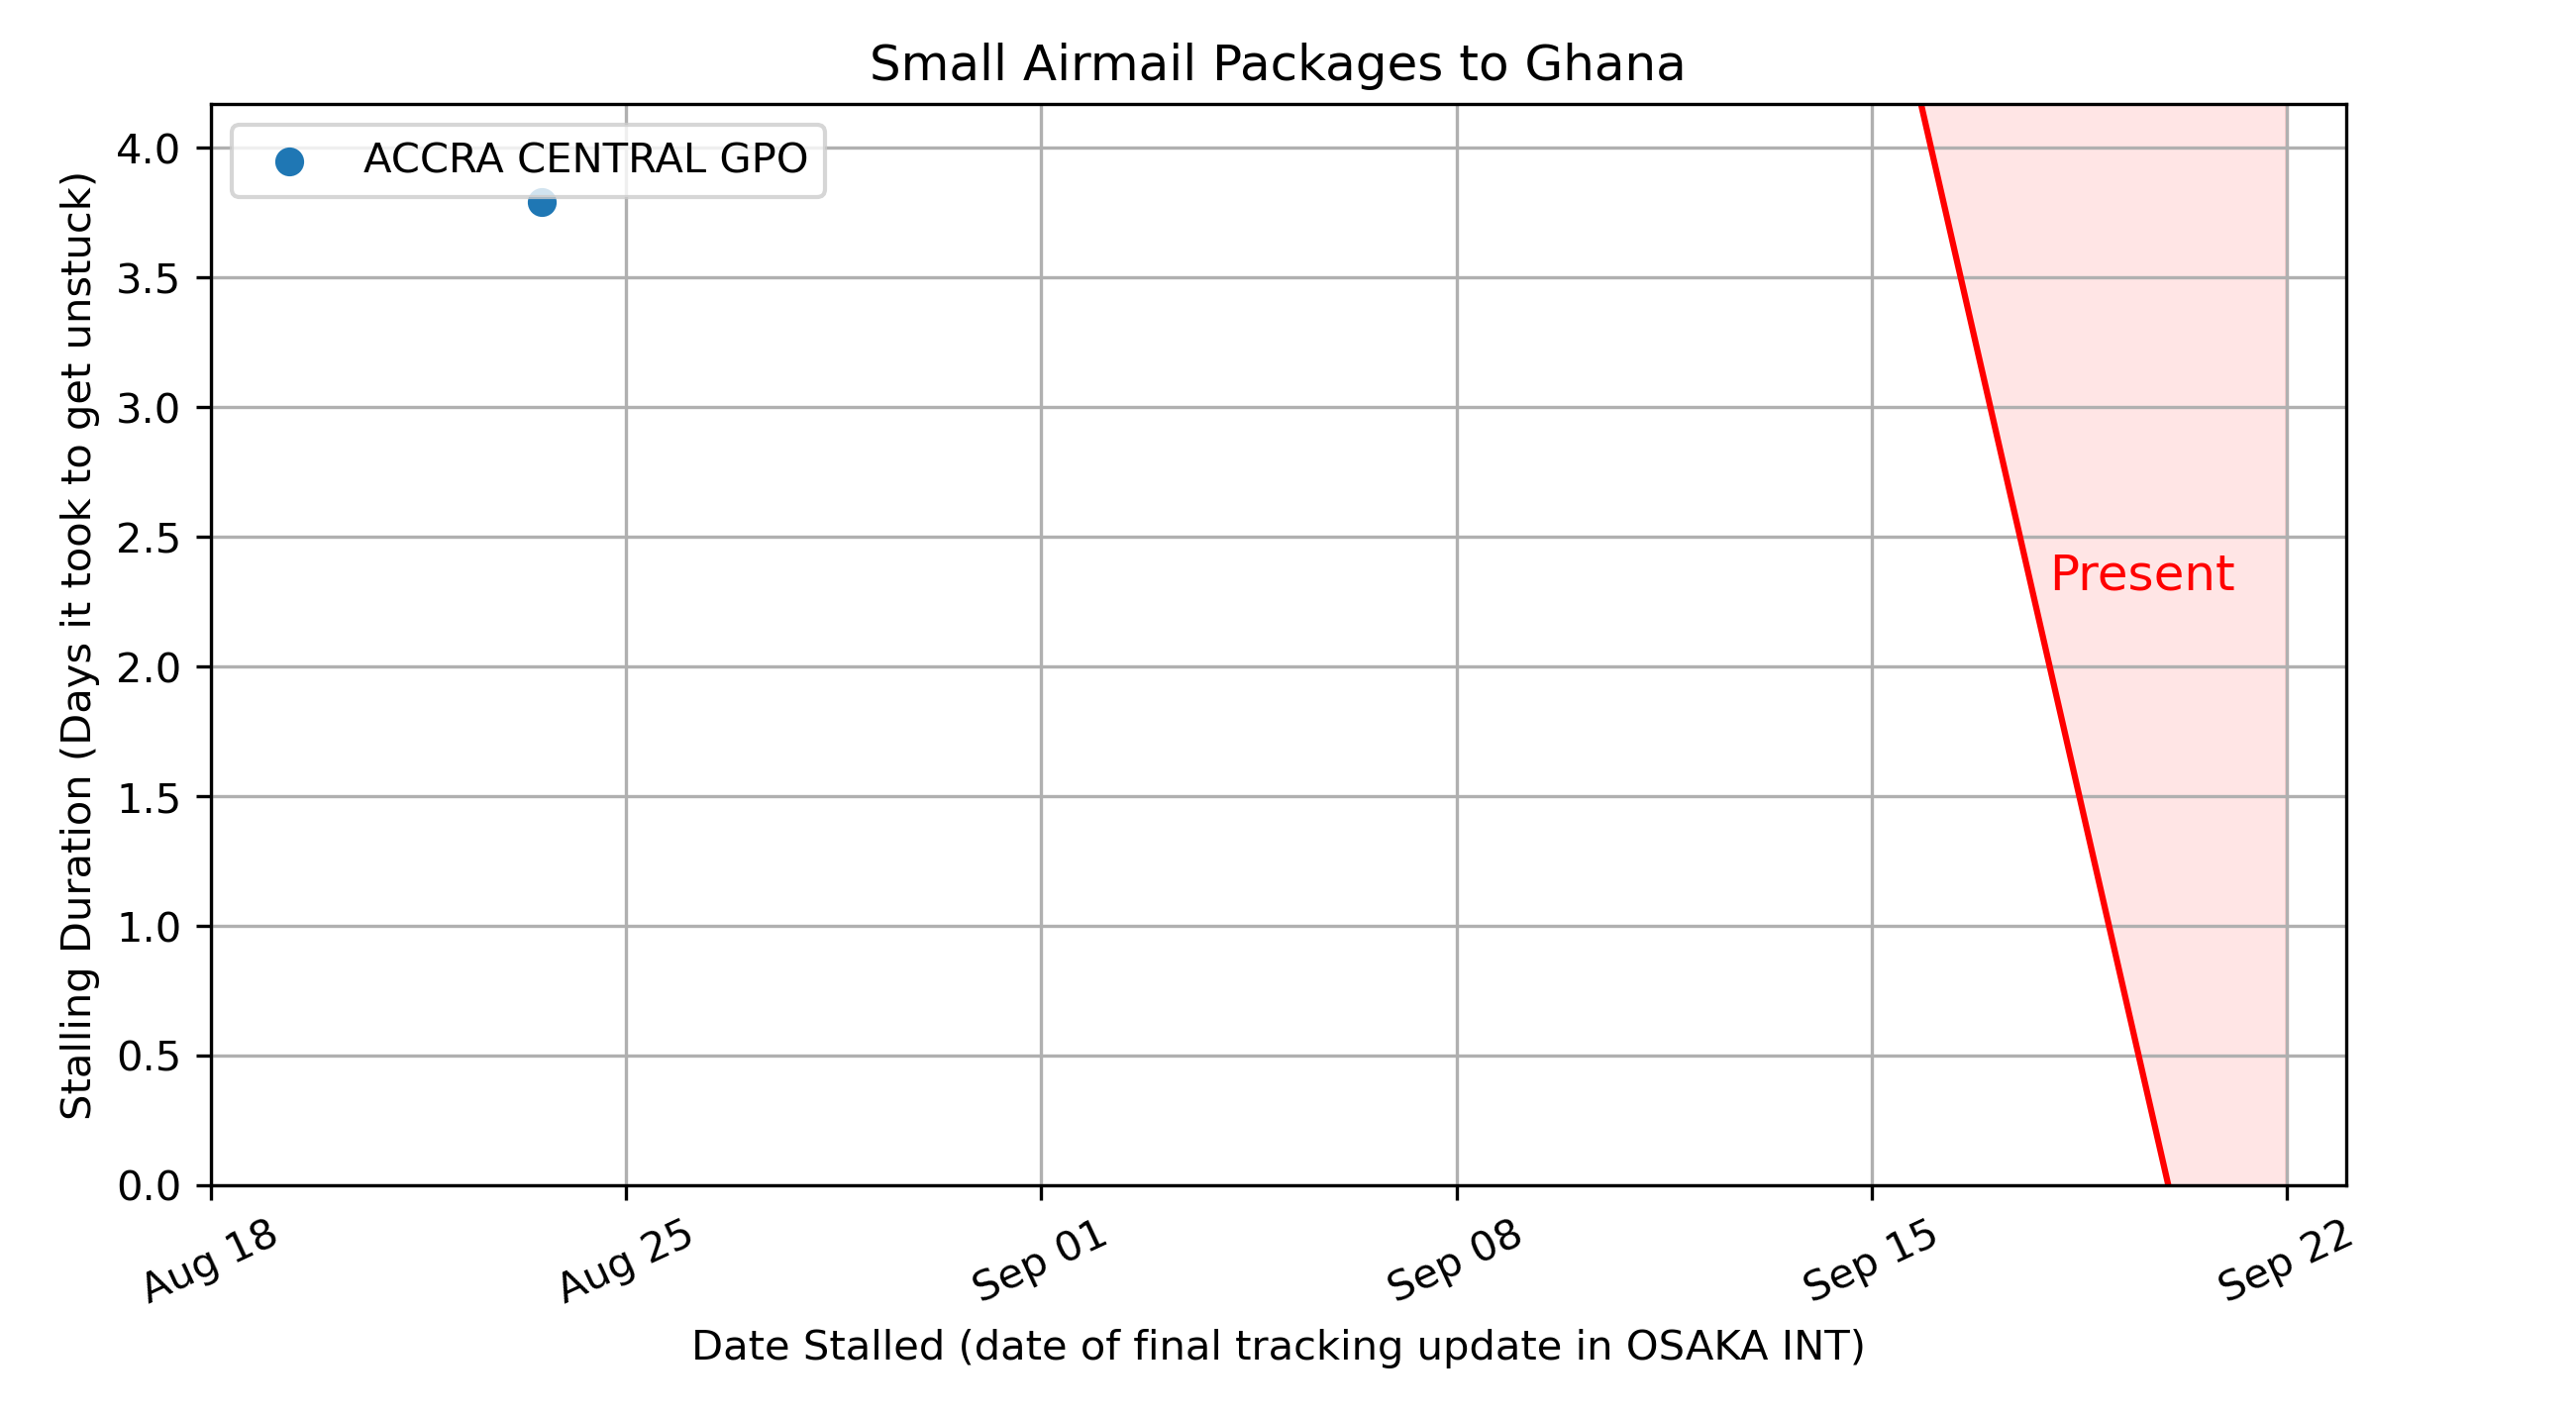 Small Airmail Packages to Ghana
ACCRA CENTRAL GPO
Stalling Duration (Days it took to get unstuck)
4.0
3.5
3.0
2.5
2.0
1.5
1.0
0.5
0.0
Present
Aug 18
Aug 25
Sep 01
Sep 08
Sep 15
Sep 22
Date Stalled (date of final tracking update in OSAKA INT)